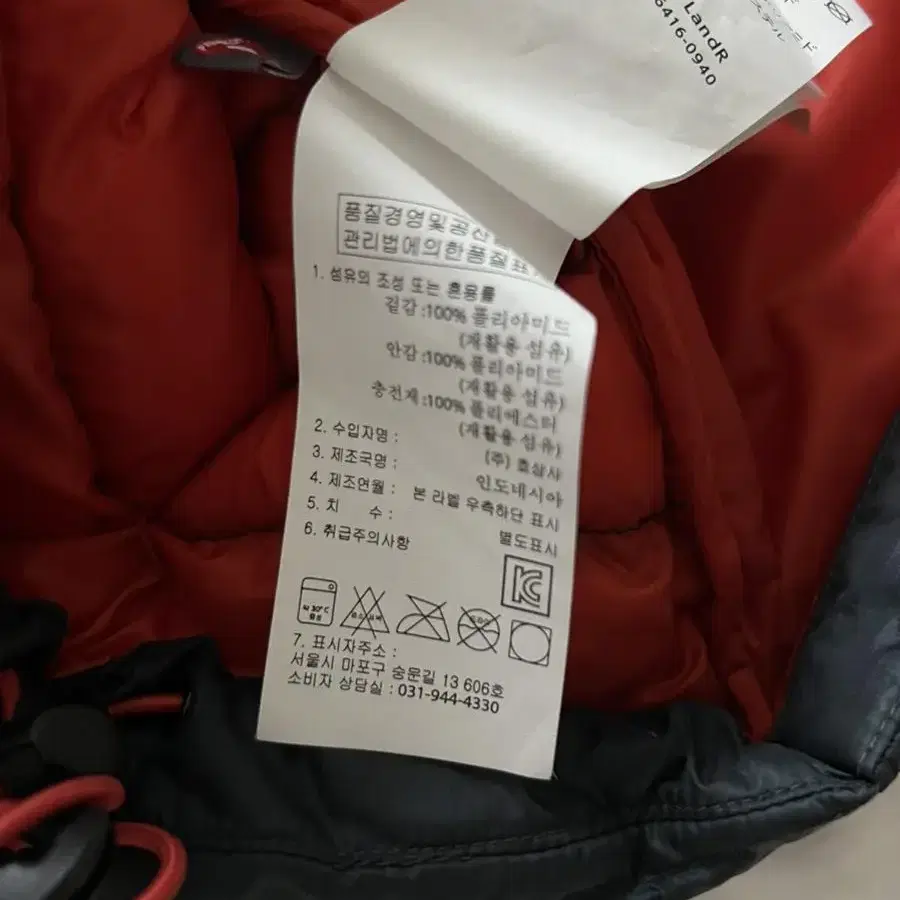 LandR
6416-0940
품질경영및공산
관리법에의한품질표
1. 섬유의 조성 또는 혼용률
겉감 :100% 폴리아미드
(재활용 섬유)
안감 :100% 폴리아미드
(재활용 섬유)
충전재 :100% 폴리에스터
(재활용 섬유)
2. 수입자명 : (주) 호상사
3. 제조국명 : 인도네시아
4. 제조연월 : 본 라벨 우측하단 표시
5. 치 수 : 별도표시
6. 취급주의사항
약 30°C
중성
7. 표시자주소 :
서울시 마포구 숭문길 13 606호
소비자 상담실 : 031-944-4330